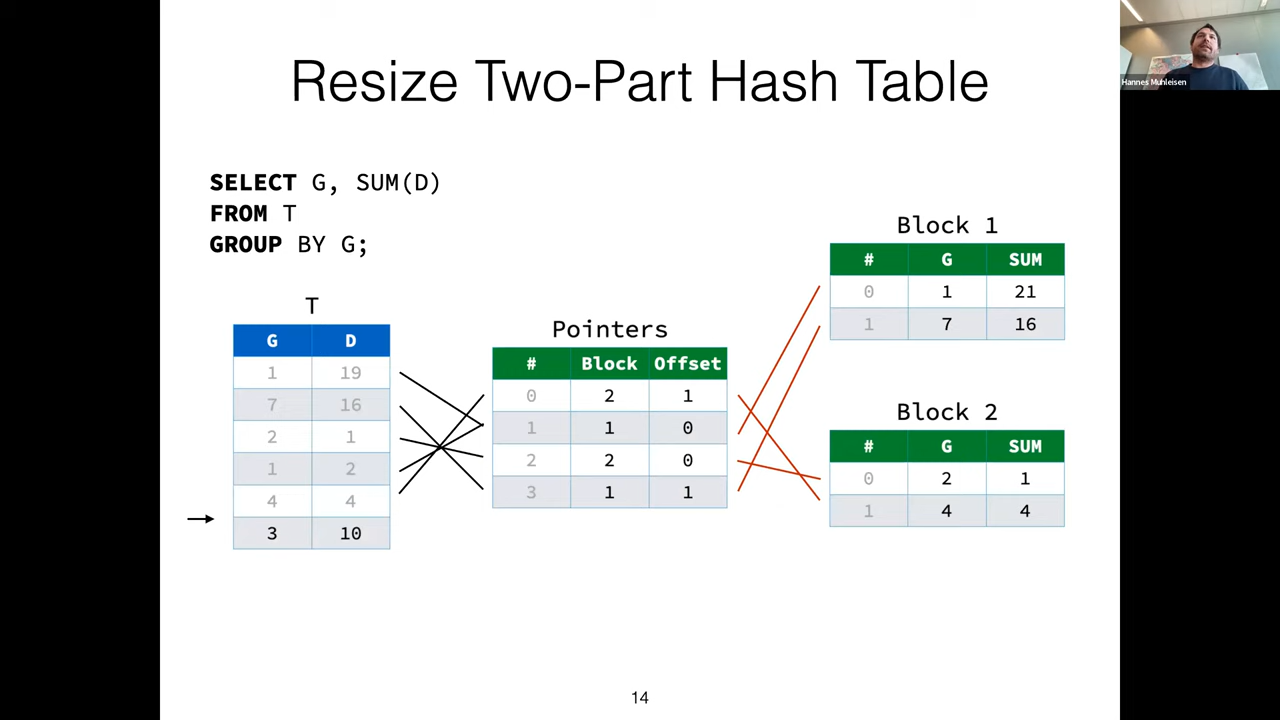 Resize Two-Part Hash Table
Hannes Mühleisen
SELECT G, SUM(D)
FROM T
GROUP BY G;
T
G D
1 19
7 16
2 1
1 2
4 4
3 10
Pointers
# Block Offset
0 2 1
1 1 0
2 2 0
3 1 1
Block 1
# G SUM
0 1 21
1 7 16
Block 2
# G SUM
0 2 1
1 4 4
14